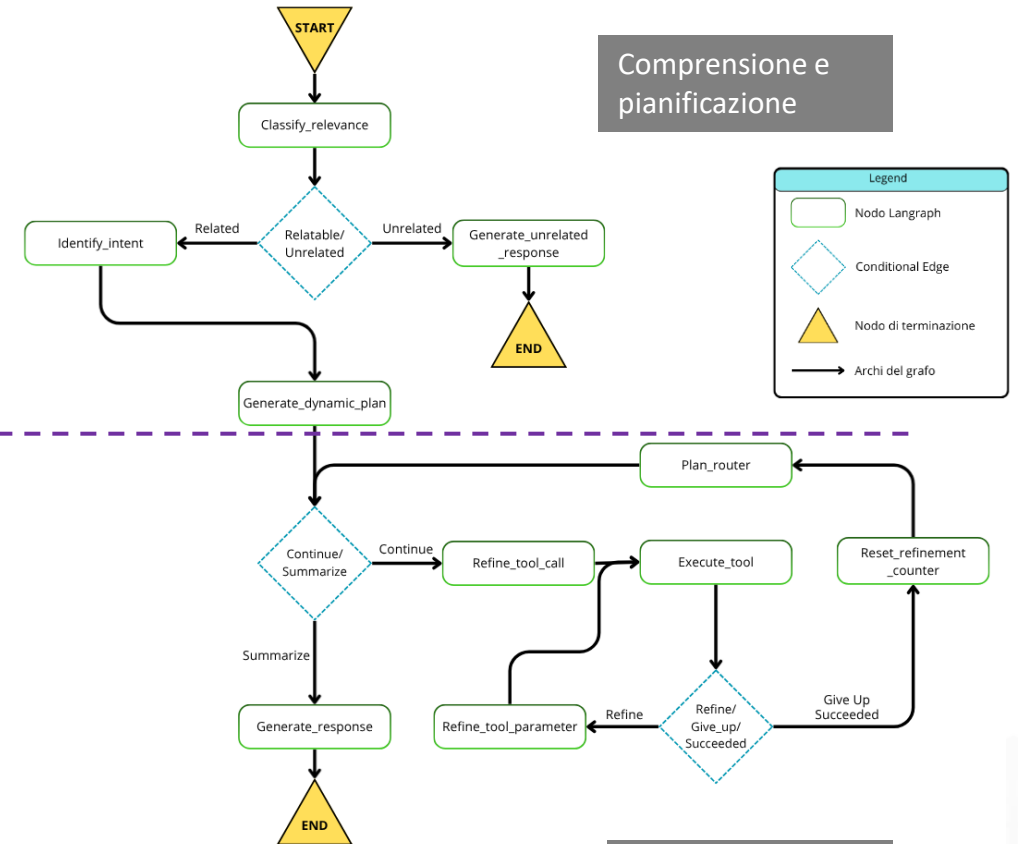 START
Comprensione e
pianificazione
Classify_relevance
Legend
Nodo Langraph
Related
Unrelated
Identify_intent
Relatable/
Unrelated
Generate_unrelated
_response
Conditional Edge
Nodo di terminazione
END
Archi del grafo
Generate_dynamic_plan
Plan_router
Continue/
Summarize
Continue
Refine_tool_call
Execute_tool
Reset_refinement
_counter
Summarize
Generate_response
Refine_tool_parameter
Refine
Refine/
Give_up/
Succeeded
Give Up
Succeeded
END